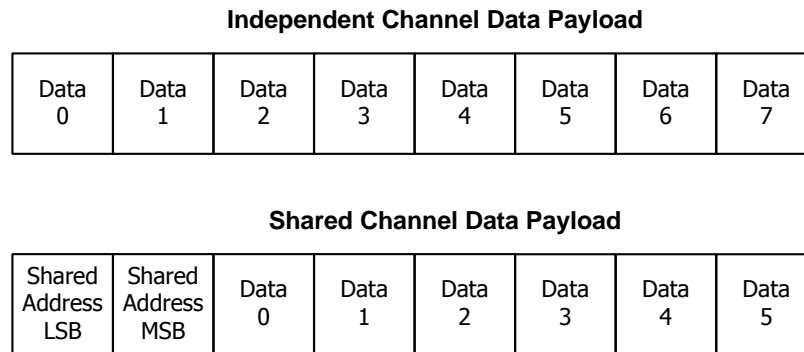 Independent Channel Data Payload
Data Data Data Data Data Data Data Data
0 1 2 3 4 5 6 7
Shared Channel Data Payload
Shared Shared
Address Address Data Data Data Data Data Data
LSB MSB 0 1 2 3 4 5